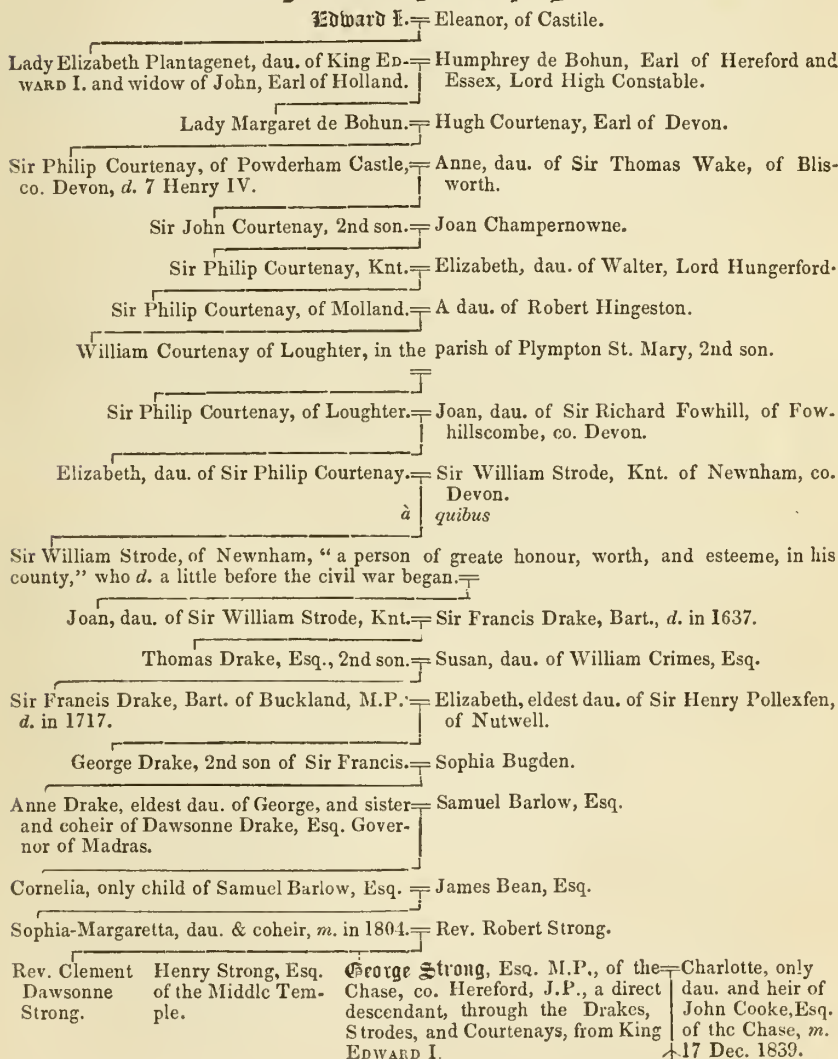 Edward I. Eleanor, of Castile.
Lady Elizabeth Plantagenet, dau. of King ED- Humphrey de Bohun, Earl of Hereford and
WARD I. and widow of John, Earl of Holland. Essex, Lord High Constable.
Lady Margaret de Bohun. Hugh Courtenay, Earl of Devon.
Sir Philip Courtenay, of Powderham Castle, Anne, dau. of Sir Thomas Wake, of Blis-
co. Devon, d. 7 Henry IV. worth.
Sir John Courtenay, 2nd son. Joan Champernowne.
Sir Philip Courtenay, Knt. Elizabeth, dau. of Walter, Lord Hungerford.
Sir Philip Courtenay, of Molland. A dau. of Robert Hingeston.
William Courtenay of Loughter, in the parish of Plympton St. Mary, 2nd son.
Sir Philip Courtenay, of Loughter. Joan, dau. of Sir Richard Fowhill, of Fow-
hillscombe, co. Devon.
Elizabeth, dau. of Sir Philip Courtenay. Sir William Strode, Knt. of Newnham, co.
Devon.
à quibus
Sir William Strode, of Newnham, “ a person of greate honour, worth, and esteeme, in his
county,” who d. a little before the civil war began.
Joan, dau. of Sir William Strode, Knt. Sir Francis Drake, Bart., d. in 1637.
Thomas Drake, Esq., 2nd son. Susan, dau. of William Crimes, Esq.
Sir Francis Drake, Bart. of Buckland, M.P. Elizabeth, eldest dau. of Sir Henry Pollexfen,
d. in 1717. of Nutwell.
George Drake, 2nd son of Sir Francis. Sophia Bugden.
Anne Drake, eldest dau. of George, and sister Samuel Barlow, Esq.
and coheir of Dawsonne Drake, Esq. Gover-
nor of Madras.
Cornelia, only child of Samuel Barlow, Esq. James Bean, Esq.
Sophia-Margaretta, dau. & coheir, m. in 1804. Rev. Robert Strong.
Rev. Clement Henry Strong, Esq. George Strong, Esq. M.P., of the Charlotte, only
Dawsonne of the Middle Tem- Chase, co. Hereford, J.P., a direct dau. and heir of
Strong. ple. descendant, through the Drakes, John Cooke, Esq.
Strodes, and Courtenays, from King of the Chase, m.
EDWARD I. 17 Dec. 1839.